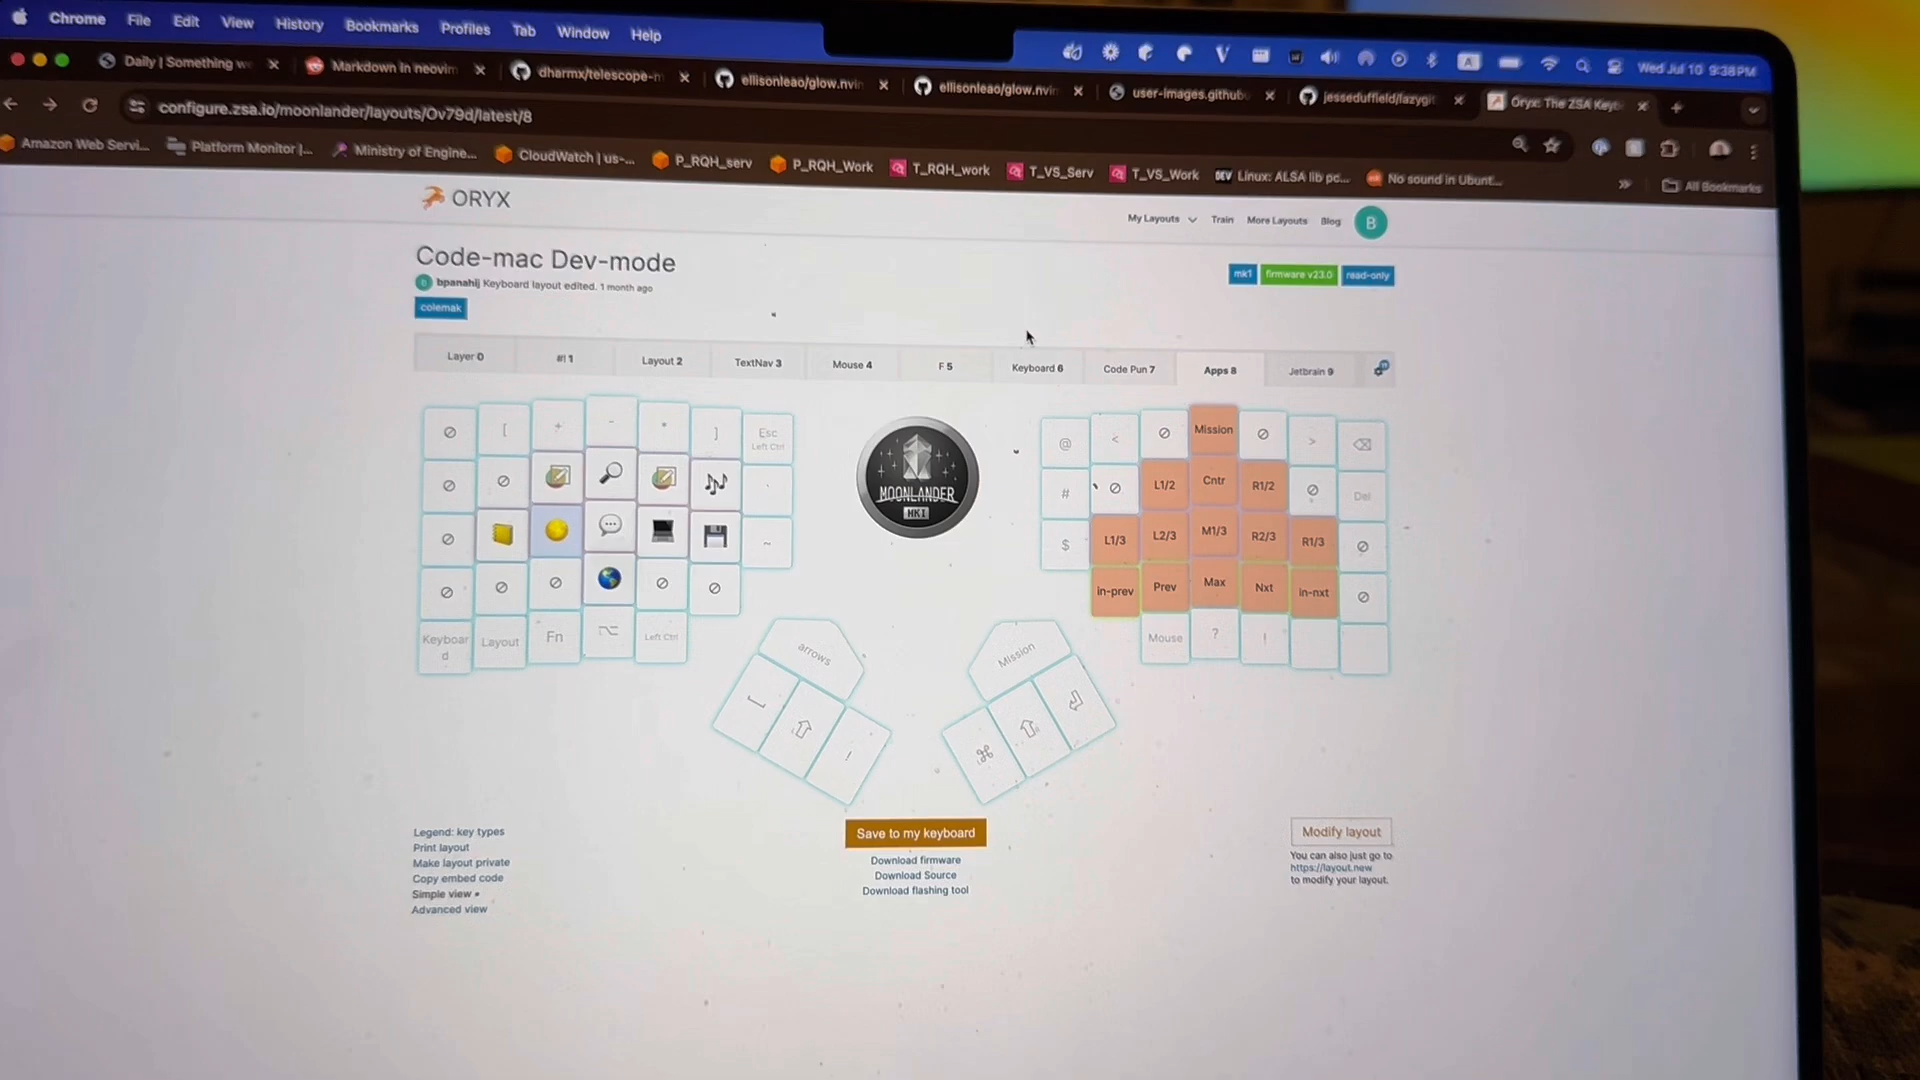 Chrome File Edit View History Bookmarks Profiles Tab Window Help
A Wed Jul 10 9:38 PM
Daily | Something w Markdown in neovim dharmx/telescope-m ellisonleao/glow.nvin ellisonleao/glow.nvin user-images.githubu jesseduffield/lazygit Oryx: The ZSA Keyb
configure.zsa.io/moonlander/layouts/Ov79d/latest/8
Amazon Web Servi... Platform Monitor |... Ministry of Engine... CloudWatch | us-... P_RQH_serv P_RQH_Work T_RQH_work T_VS_Serv T_VS_Work DEV Linux: ALSA lib pc... No sound in Ubunt... » All Bookmarks
ORYX
My Layouts Train More Layouts Blog B
Code-mac Dev-mode
b bpanahij Keyboard layout edited. 1 month ago
mk1 firmware v23.0 read-only
colemak
Layer 0 #! 1 Layout 2 TextNav 3 Mouse 4 F 5 Keyboard 6 Code Pun 7 Apps 8 Jetbrain 9
[ + - * ] Esc
Left Ctrl
@ < Mission >
# L1/2 Cntr R1/2 Del
~ $ L1/3 L2/3 M1/3 R2/3 R1/3
in-prev Prev Max Nxt in-nxt
Keyboar
d
Layout Fn ⌥ Left Ctrl
Mouse ? !
MOONLANDER
MKI
arrows Mission
! ⌘
Legend: key types
Print layout
Make layout private
Copy embed code
Simple view •
Advanced view
Save to my keyboard
Download firmware
Download Source
Download flashing tool
Modify layout
You can also just go to
https://layout.new
to modify your layout.